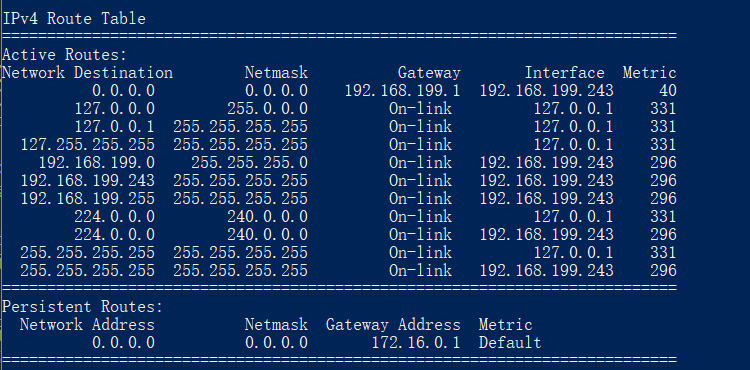 IPv4 Route Table
===========================================================================
Active Routes:
Network Destination        Netmask          Gateway       Interface  Metric
          0.0.0.0          0.0.0.0    192.168.199.1  192.168.199.243     40
        127.0.0.0        255.0.0.0         On-link         127.0.0.1    331
        127.0.0.1  255.255.255.255         On-link         127.0.0.1    331
  127.255.255.255  255.255.255.255         On-link         127.0.0.1    331
    192.168.199.0    255.255.255.0         On-link   192.168.199.243    296
  192.168.199.243  255.255.255.255         On-link   192.168.199.243    296
  192.168.199.255  255.255.255.255         On-link   192.168.199.243    296
        224.0.0.0        240.0.0.0         On-link         127.0.0.1    331
        224.0.0.0        240.0.0.0         On-link   192.168.199.243    296
  255.255.255.255  255.255.255.255         On-link         127.0.0.1    331
  255.255.255.255  255.255.255.255         On-link   192.168.199.243    296
===========================================================================
Persistent Routes:
  Network Address          Netmask  Gateway Address  Metric
          0.0.0.0          0.0.0.0       172.16.0.1  Default
===========================================================================